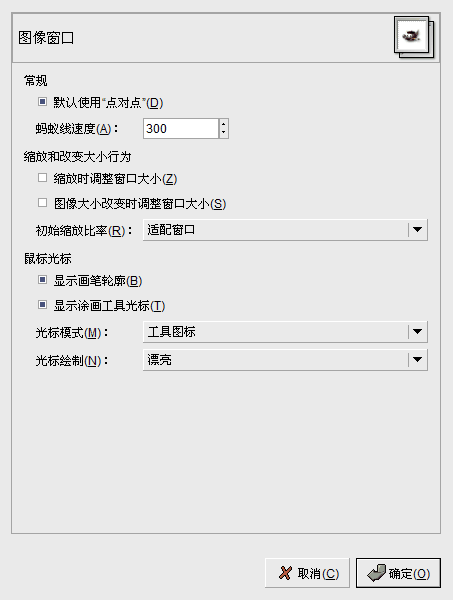 图像窗口
常规
默认使用“点对点”(D)
蚂蚁线速度(A)： 300
缩放和改变大小行为
缩放时调整窗口大小(Z)
图像大小改变时调整窗口大小(S)
初始缩放比率(R)： 适配窗口
鼠标光标
显示画笔轮廓(B)
显示涂画工具光标(T)
光标模式(M)： 工具图标
光标绘制(N)： 漂亮
取消(C) 确定(O)